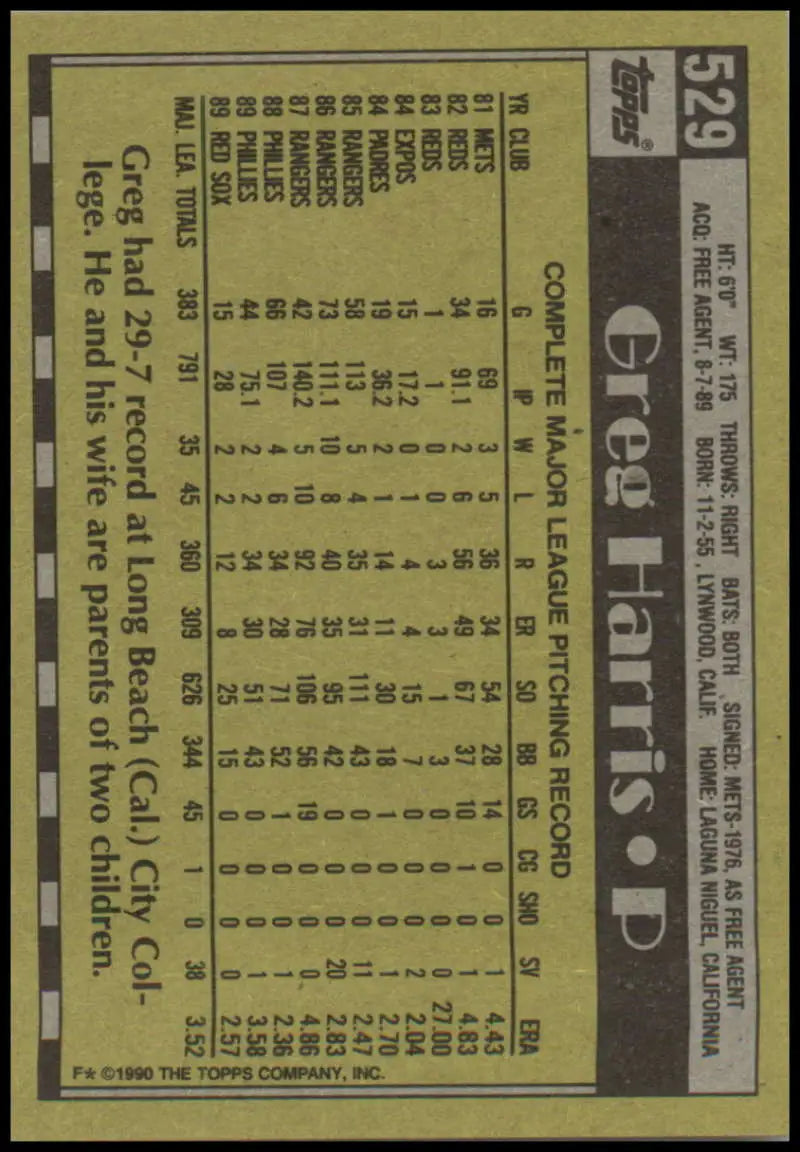 529
HT: 6'0" WT: 175 THROWS: RIGHT BATS: BOTH SIGNED: METS-1976, AS FREE AGENT
ACQ: FREE AGENT, 8-7-89 BORN: 11-2-55, LYNWOOD, CALIF. HOME: LAGUNA NIGUEL, CALIFORNIA
TOPPS®
Greg Harris • P
COMPLETE MAJOR LEAGUE PITCHING RECORD
YR CLUB G IP W L R ER SO BB GS CG SHO SV ERA
81 METS 16 69 3 5 36 34 54 28 14 0 0 1 4.43
82 REDS 34 91.1 2 6 56 49 67 37 10 1 0 1 4.83
83 REDS 1 1 0 0 3 3 1 3 0 0 0 0 27.00
84 EXPOS 15 17.2 0 1 4 4 15 7 0 0 0 2 2.04
84 PADRES 19 36.2 2 1 14 11 30 18 1 0 0 1 2.70
85 RANGERS 58 113 5 4 35 31 111 43 0 0 0 11 2.47
86 RANGERS 73 111.1 10 8 40 35 95 42 0 0 0 20 2.83
87 RANGERS 42 140.2 5 10 92 76 106 56 19 0 0 0 4.86
88 PHILLIES 66 107 4 6 34 28 71 52 1 0 0 1 2.36
89 PHILLIES 44 75.1 2 2 34 30 51 43 0 0 0 1 3.58
89 RED SOX 15 28 2 2 12 8 25 15 0 0 0 0 2.57
MAJ. LEA. TOTALS 383 791 35 45 360 309 626 344 45 1 0 38 3.52
Greg had 29-7 record at Long Beach (Cal.) City Col-
lege. He and his wife are parents of two children.
F* ©1990 THE TOPPS COMPANY, INC.